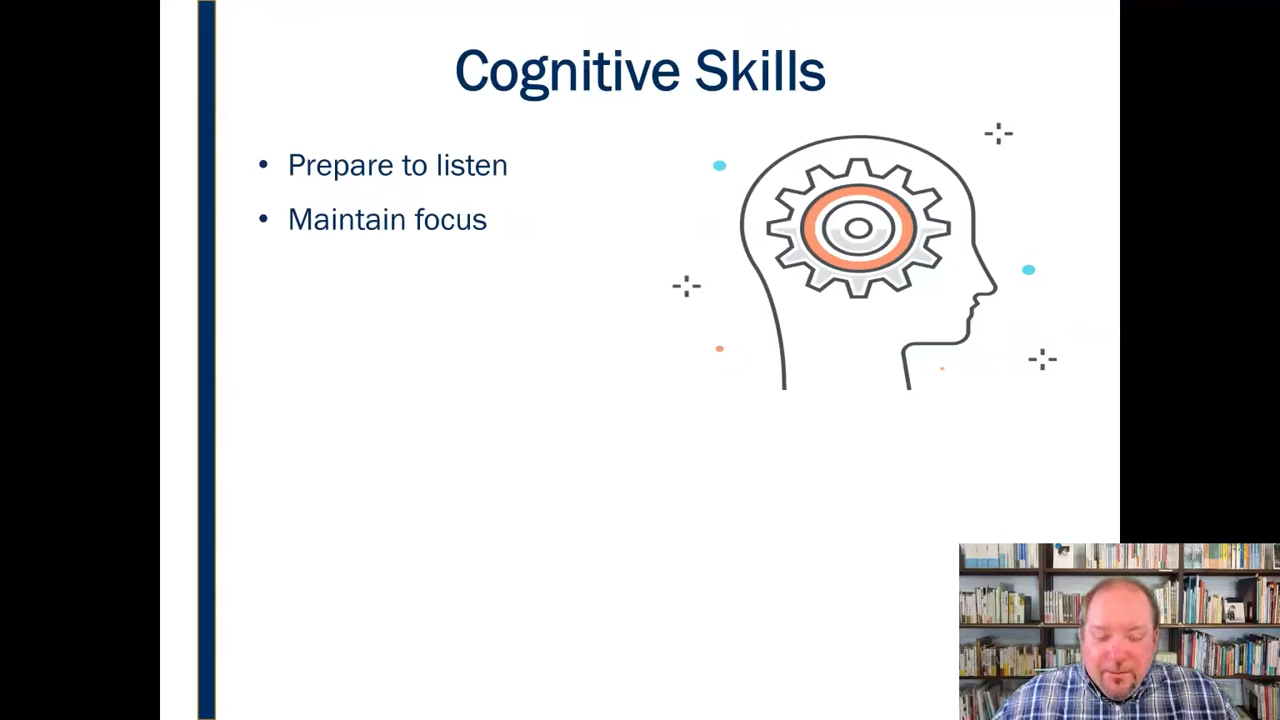 Cognitive Skills
• Prepare to listen
• Maintain focus